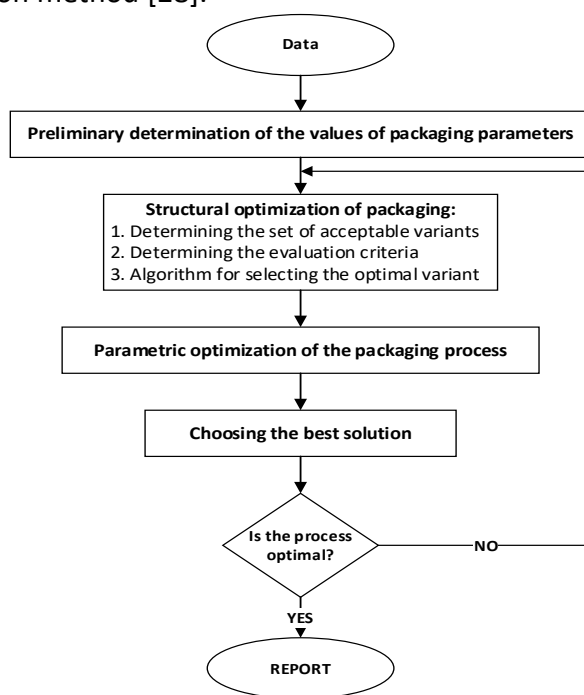 on method [28].
Data
Preliminary determination of the values of packaging parameters
Structural optimization of packaging:
1. Determining the set of acceptable variants
2. Determining the evaluation criteria
3. Algorithm for selecting the optimal variant
Parametric optimization of the packaging process
Choosing the best solution
Is the process
optimal?
NO
YES
REPORT